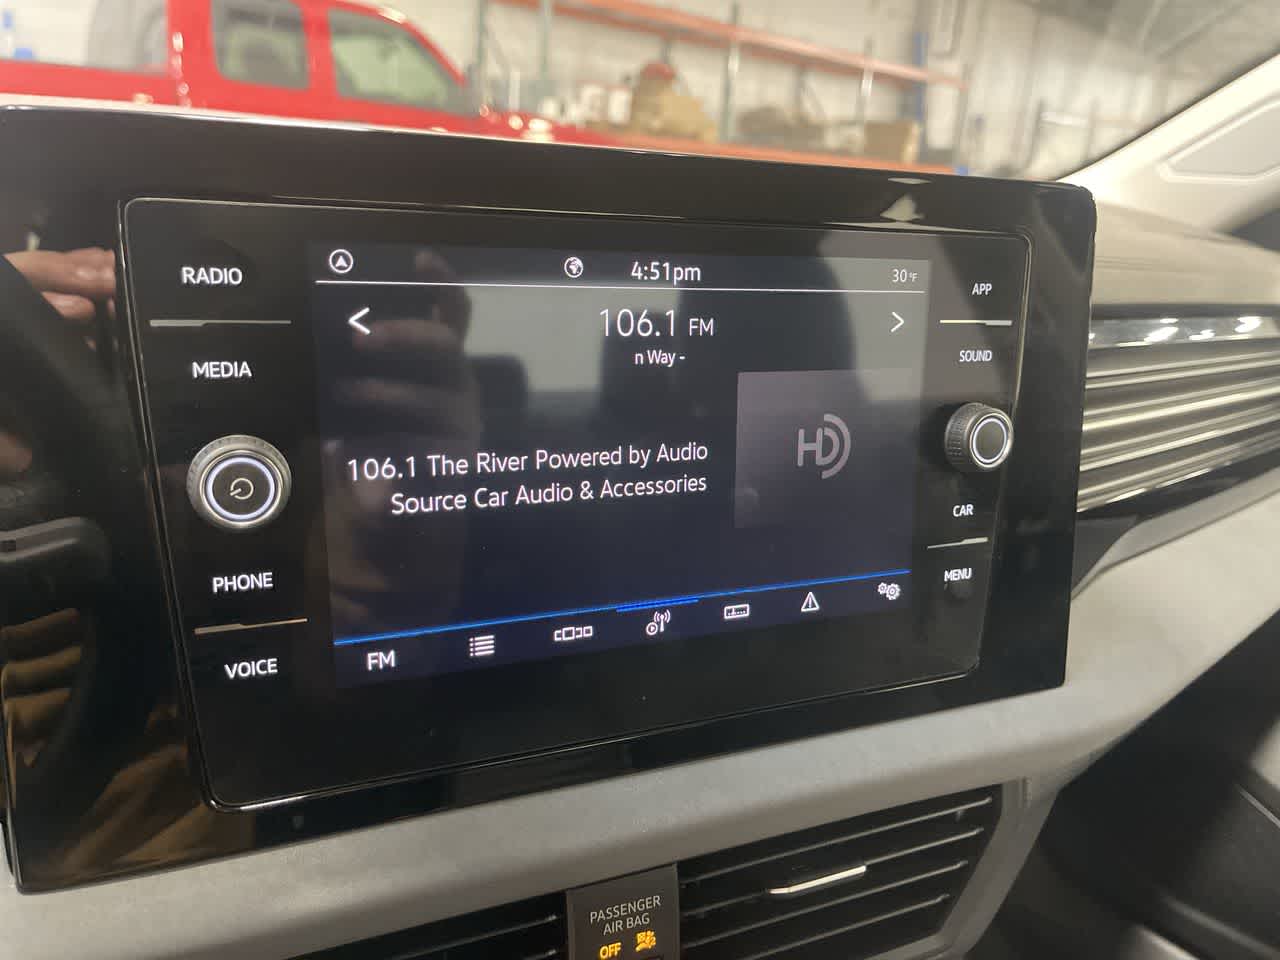 RADIO
MEDIA
PHONE
VOICE
4:51pm
30°F
106.1 FM
n Way -
106.1 The River Powered by Audio
Source Car Audio & Accessories
HD
FM
APP
SOUND
CAR
MENU
PASSENGER
AIR BAG
OFF